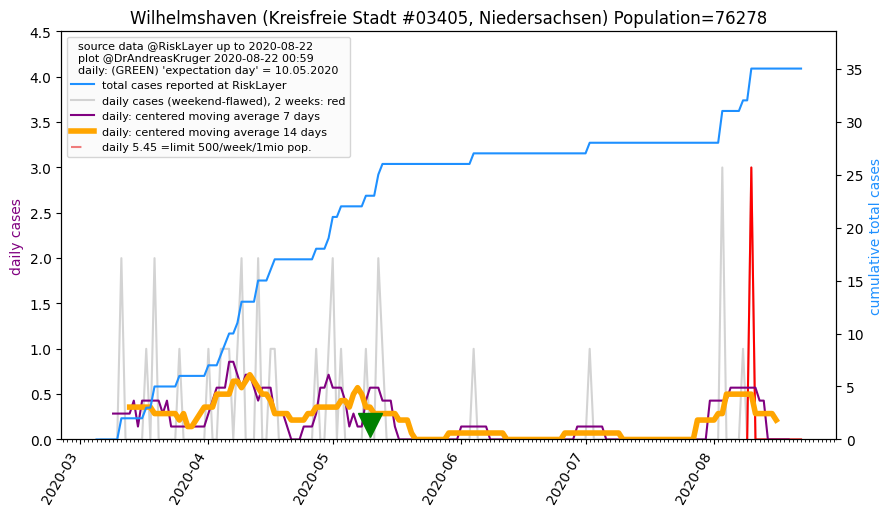 Wilhelmshaven (Kreisfreie Stadt #03405, Niedersachsen) Population=76278
source data @RiskLayer up to 2020-08-22
plot @DrAndreasKruger 2020-08-22 00:59
daily: (GREEN) 'expectation day' = 10.05.2020
total cases reported at RiskLayer
daily cases (weekend-flawed), 2 weeks: red
daily: centered moving average 7 days
daily: centered moving average 14 days
daily 5.45 =limit 500/week/1mio pop.
daily cases
4.5
4.0
3.5
3.0
2.5
2.0
1.5
1.0
0.5
0.0
35
30
25
20
15
10
5
0
cumulative total cases
2020-03
2020-04
2020-05
2020-06
2020-07
2020-08